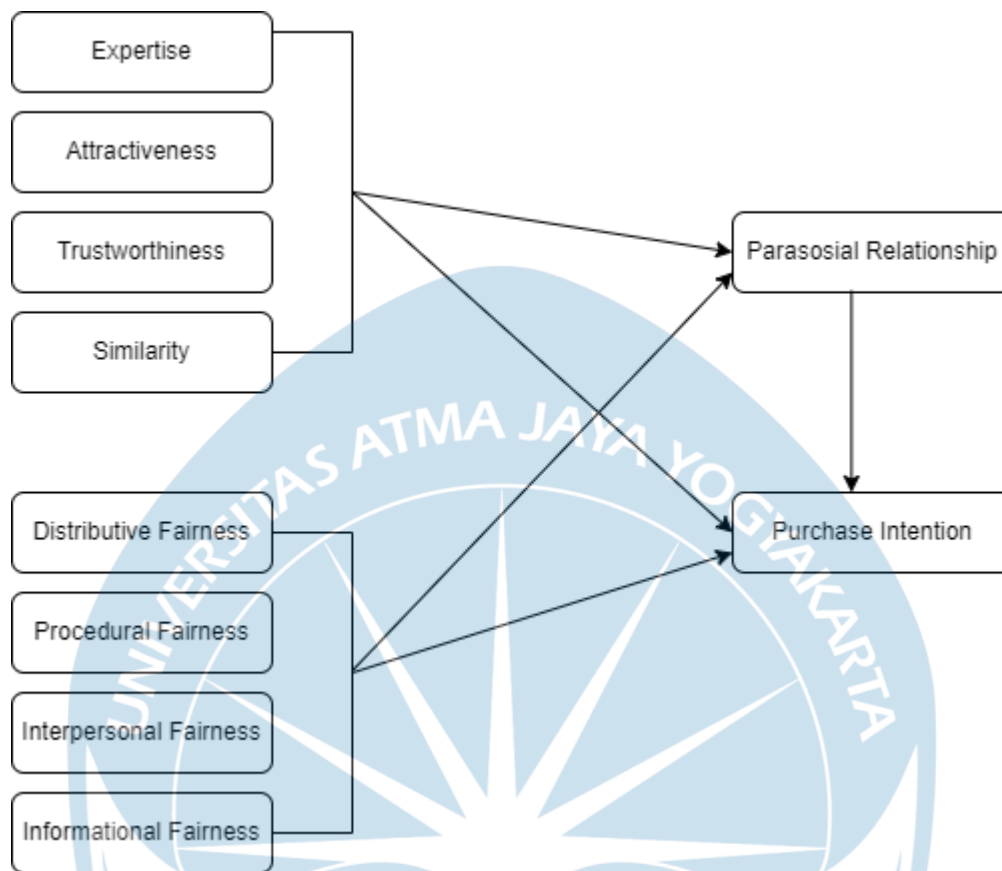 Expertise
Attractiveness
Trustworthiness
Similarity
Parasosial Relationship
Distributive Fairness
Purchase Intention
Procedural Fairness
Interpersonal Fairness
Informational Fairness
UNIVERSITAS ATMA JAYA YOGYAKARTA